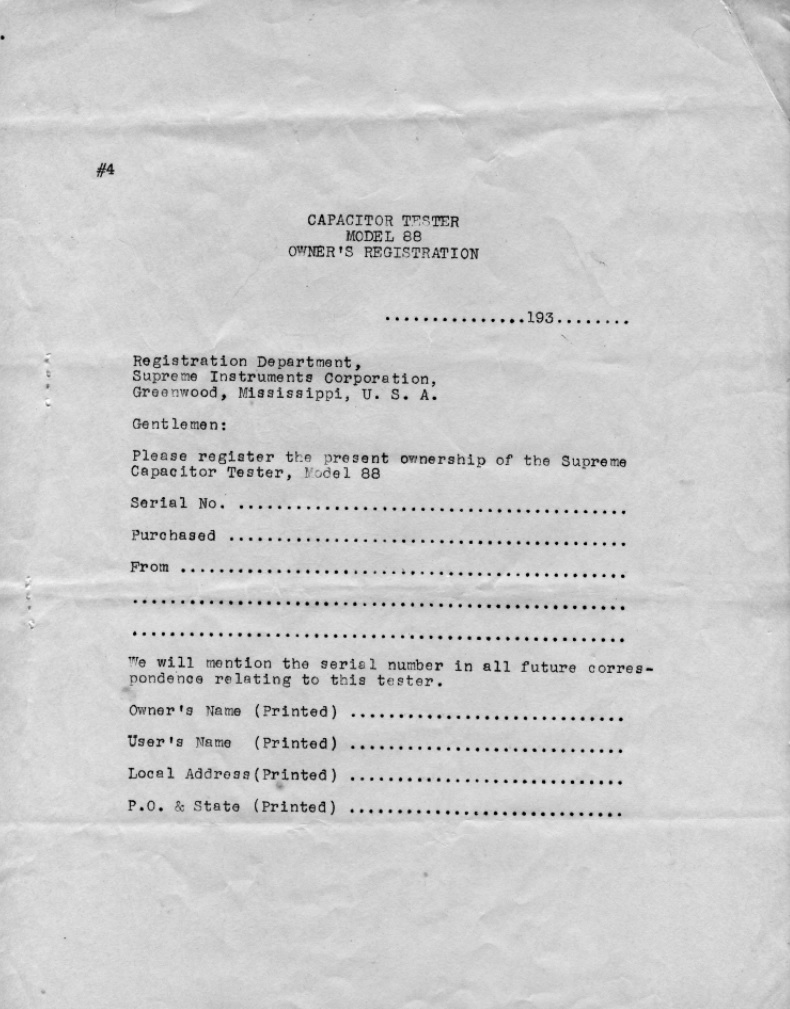 #4
CAPACITOR TESTER
MODEL 88
OWNER'S REGISTRATION
...............193........
Registration Department,
Supreme Instruments Corporation,
Greenwood, Mississippi, U. S. A.
Gentlemen:
Please register the present ownership of the Supreme
Capacitor Tester, Model 88
Serial No. .........................................
Purchased ..........................................
From ...............................................
....................................................
....................................................
We will mention the serial number in all future corres-
pondence relating to this tester.
Owner's Name (Printed) .............................
User's Name (Printed) .............................
Local Address(Printed) .............................
P.O. & State (Printed) .............................